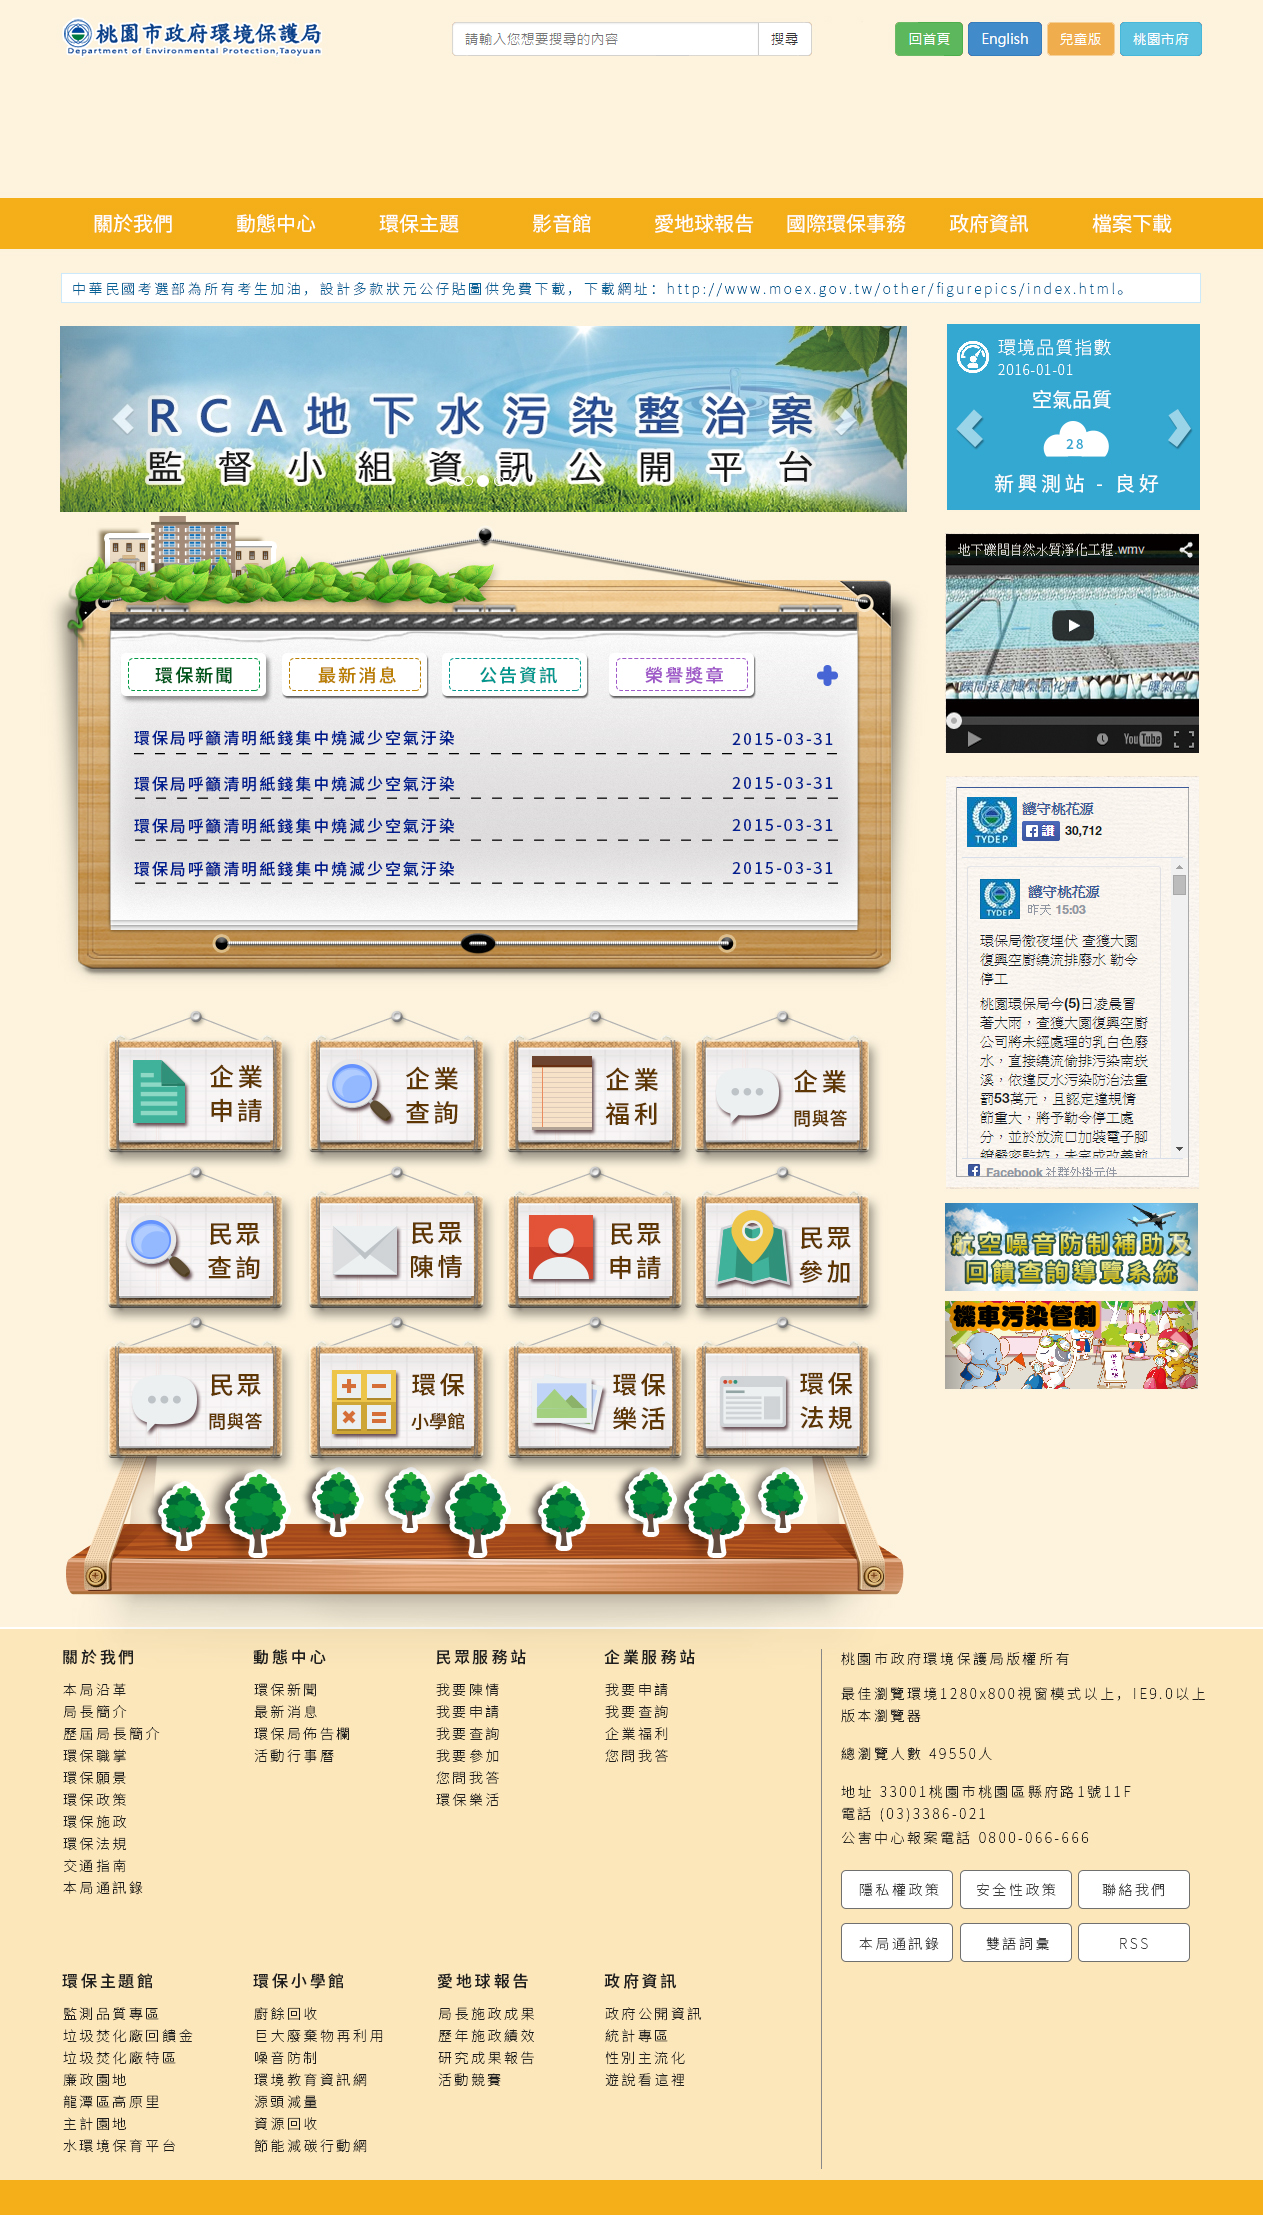 桃園市政府環境保護局
Department of Environmental Protection,Taoyuan
請輸入您想要搜尋的內容
搜尋
回首頁
English
兒童版
桃園市府
關於我們
動態中心
環保主題
影音館
愛地球報告
國際環保事務
政府資訊
檔案下載
中華民國考選部為所有考生加油，設計多款狀元公仔貼圖供免費下載，下載網址：http://www.moex.gov.tw/other/figurepics/index.html。
RCA地下水污染整治案
監督小組資訊公開平台
環境品質指數
2016-01-01
空氣品質
28
新興測站 - 良好
地下礫間自然水質淨化工程.wmv
礫間接處曝氣氧化槽
-曝氣區
YouTube
環保新聞
最新消息
公告資訊
榮譽獎章
環保局呼籲清明紙錢集中燒減少空氣汙染
2015-03-31
環保局呼籲清明紙錢集中燒減少空氣汙染
2015-03-31
環保局呼籲清明紙錢集中燒減少空氣汙染
2015-03-31
環保局呼籲清明紙錢集中燒減少空氣汙染
2015-03-31
TYDEP
護守桃花源
讚
30,712
TYDEP
護守桃花源
昨天 15:03
環保局徹夜埋伏 查獲大園
復興空廚繞流排廢水 勒令
停工
桃園環保局今(5)日凌晨冒
著大雨，查獲大園復興空廚
公司將未經處理的乳白色廢
水，直接繞流偷排污染南崁
溪，依違反水污染防治法重
罰53萬元，且認定違規情
節重大，將予勒令停工處
分，並於放流口加裝電子腳
鐐嚴密監控，未完成改善前
Facebook 社群外掛元件
企業
申請
企業
查詢
企業
福利
企業
問與答
民眾
查詢
民眾
陳情
民眾
申請
民眾
參加
民眾
問與答
環保
小學館
環保
樂活
環保
法規
航空噪音防制補助及
回饋查詢導覽系統
機車污染管制
關於我們
本局沿革
局長簡介
歷屆局長簡介
環保職掌
環保願景
環保政策
環保施政
環保法規
交通指南
本局通訊錄
動態中心
環保新聞
最新消息
環保局佈告欄
活動行事曆
民眾服務站
我要陳情
我要申請
我要查詢
我要參加
您問我答
環保樂活
企業服務站
我要申請
我要查詢
企業福利
您問我答
桃園市政府環境保護局版權所有
最佳瀏覽環境1280x800視窗模式以上，IE9.0以上
版本瀏覽器
總瀏覽人數 49550人
地址 33001桃園市桃園區縣府路1號11F
電話 (03)3386-021
公害中心報案電話 0800-066-666
隱私權政策
安全性政策
聯絡我們
本局通訊錄
雙語詞彙
RSS
環保主題館
監測品質專區
垃圾焚化廠回饋金
垃圾焚化廠特區
廉政園地
龍潭區高原里
主計園地
水環境保育平台
環保小學館
廚餘回收
巨大廢棄物再利用
噪音防制
環境教育資訊網
源頭減量
資源回收
節能減碳行動網
愛地球報告
局長施政成果
歷年施政績效
研究成果報告
活動競賽
政府資訊
政府公開資訊
統計專區
性別主流化
遊說看這裡